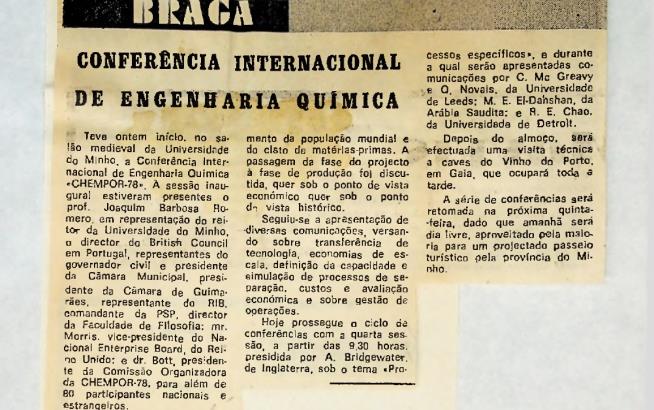 BRAGA
CONFERÊNCIA INTERNACIONAL
DE ENGENHARIA QUÍMICA
Teve ontem início, no sa-
lão medieval da Universidade
do Minho, a Conferência Inter-
nacional de Engenharia Química
«CHEMPOR-78». À sessão inau-
gural estiveram presentes o
prof. Joaquim Barbosa Ro-
mero, em representação do rei-
tor da Universidade do Minho,
o director do British Council
em Portugal, representantes do
governador civil e presidente
da Câmara Municipal, presi-
dente da Câmara de Guima-
rães, representante do RIB,
comandante da PSP, director
da Faculdade de Filosofia; mr.
Morris, vice-presidente do Na-
cional Enterprise Board, do Rei-
no Unido; e dr. Bott, presiden-
te da Comissão Organizadora
da CHEMPOR-78, para além de
80 participantes nacionais e
estrangeiros.
mento da população mundial e
do custo de matérias-primas. A
passagem da fase do projecto
à fase de produção foi discu-
tida, quer sob o ponto de vista
económico quer sob o ponto
de vista histórico.
Seguiu-se a apresentação de
diversas comunicações, versan-
do sobre transferência de
tecnologia, economias de es-
cala, definição da capacidade e
simulação de processos de se-
paração, custos e avaliação
económica e sobre gestão de
operações.
Hoje prossegue o ciclo de
conferências com a quarta ses-
são, a partir das 9.30 horas,
presidida por A. Bridgewater,
de Inglaterra, sob o tema «Pro-
cessos específicos», e durante
a qual serão apresentadas co-
municações por C. Mc Greavy
e Q. Novais, da Universidade
de Leeds; M. E. El-Dahshan, da
Arábia Saudita; e R. E. Chao,
da Universidade de Detroit.
Depois do almoço, será
efectuada uma visita técnica
a caves do Vinho do Porto,
em Gaia, que ocupará toda a
tarde.
A série de conferências será
retomada na próxima quinta-
-feira, dado que amanhã será
dia livre, aproveitado pela maio-
ria para um projectado passeio
turístico pela província do Mi-
nho.